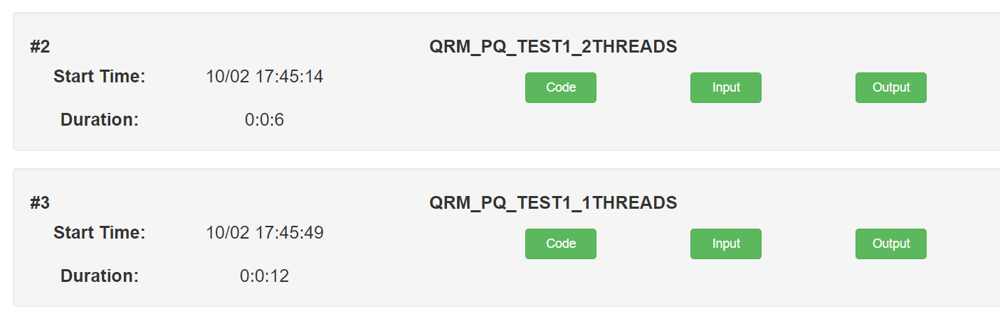 #2 QRM_PQ_TEST1_2THREADS
Start Time: 10/02 17:45:14 Code Input Output
Duration: 0:0:6
#3 QRM_PQ_TEST1_1THREADS
Start Time: 10/02 17:45:49 Code Input Output
Duration: 0:0:12